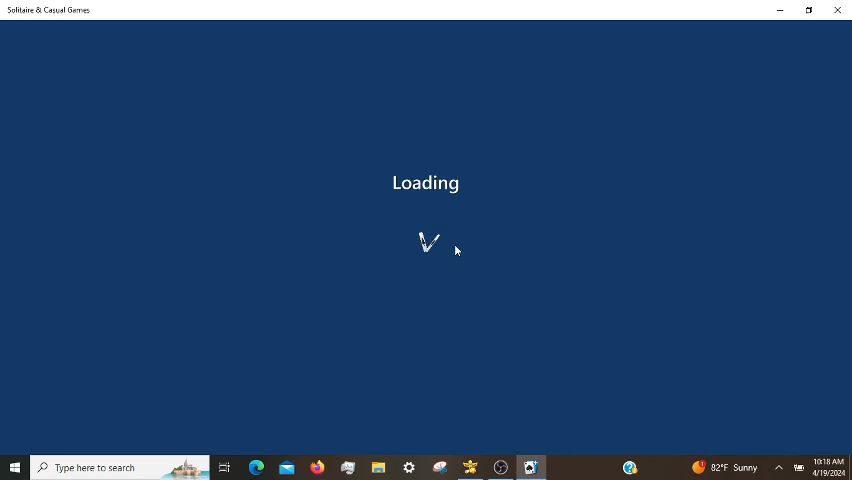 Solitaire & Casual Games
Loading
Type here to search
82°F Sunny
10:18 AM
4/19/2024